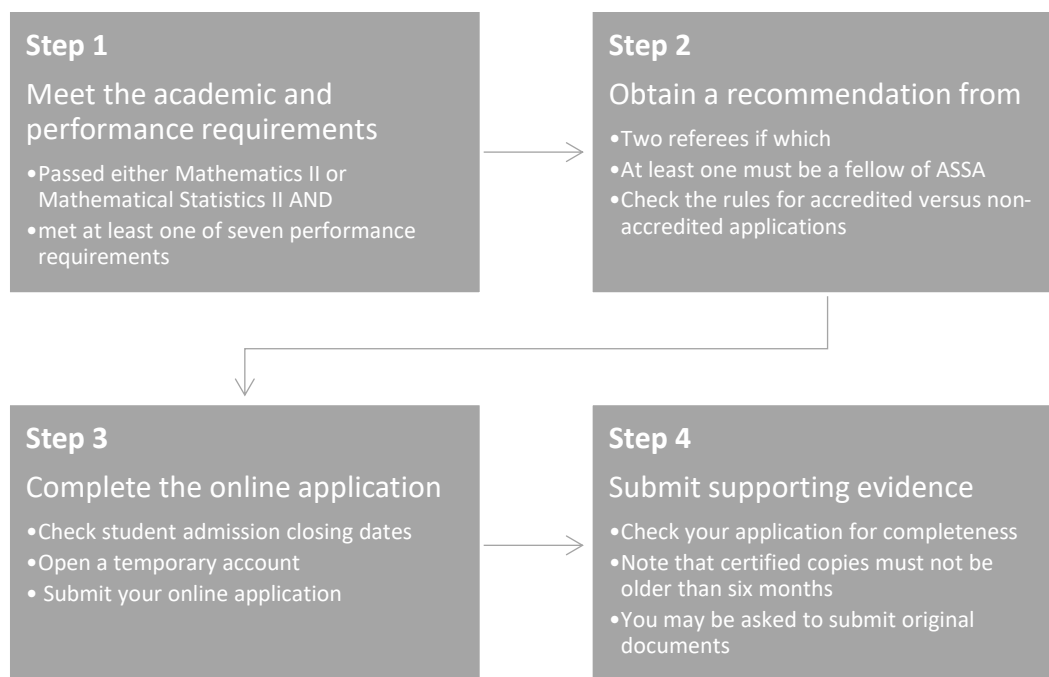 Step 1
Meet the academic and
performance requirements
•Passed either Mathematics II or
Mathematical Statistics II AND
•met at least one of seven performance
requirements
Step 2
Obtain a recommendation from
•Two referees if which
•At least one must be a fellow of ASSA
•Check the rules for accredited versus non-
accredited applications
Step 3
Complete the online application
•Check student admission closing dates
•Open a temporary account
• Submit your online application
Step 4
Submit supporting evidence
•Check your application for completeness
•Note that certified copies must not be
older than six months
•You may be asked to submit original
documents